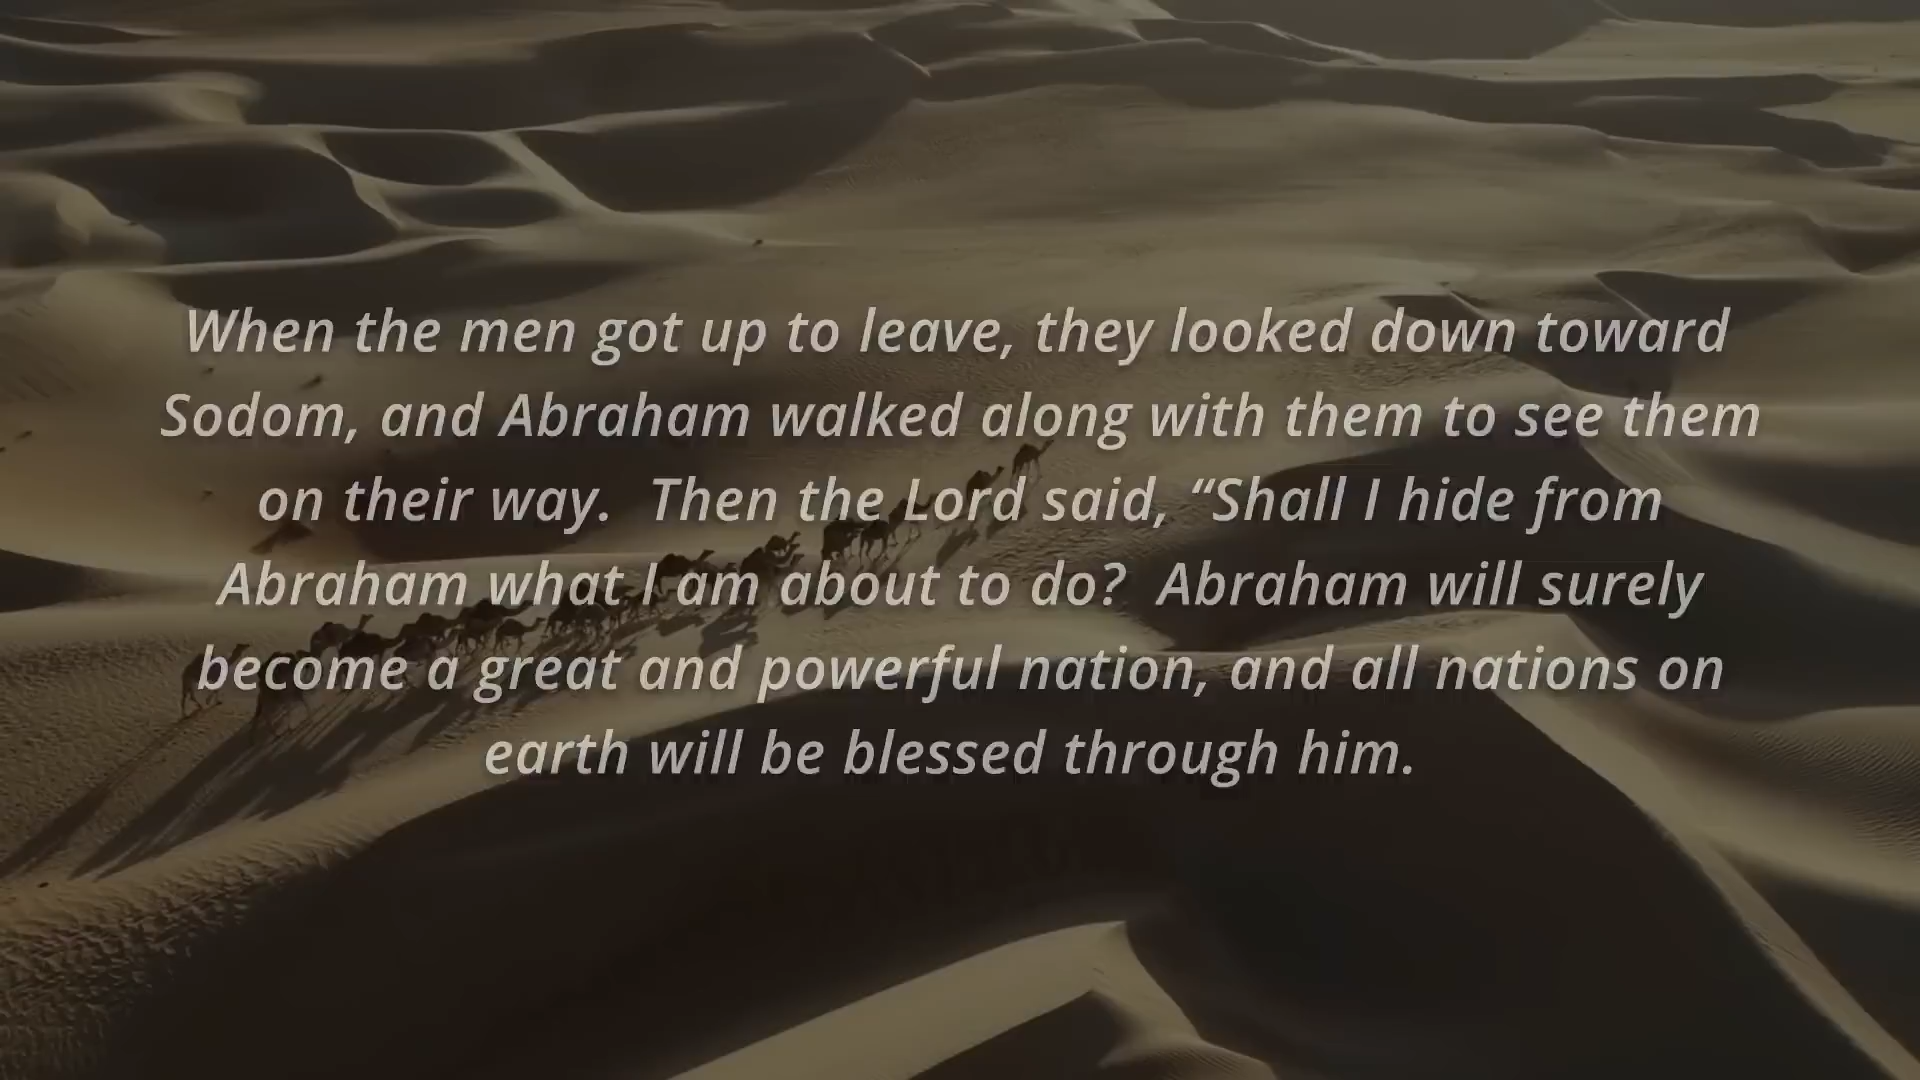 When the men got up to leave, they looked down toward
Sodom, and Abraham walked along with them to see them
on their way.  Then the Lord said, “Shall I hide from
Abraham what I am about to do?  Abraham will surely
become a great and powerful nation, and all nations on
earth will be blessed through him.